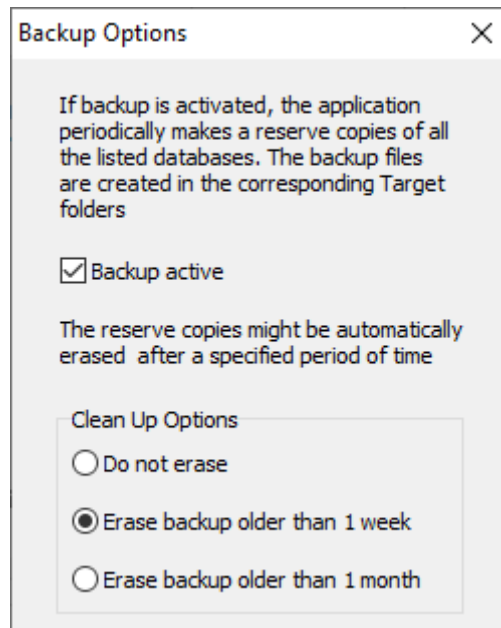 Backup Options
If backup is activated, the application
periodically makes a reserve copies of all
the listed databases. The backup files
are created in the corresponding Target
folders
Backup active
The reserve copies might be automatically
erased  after a specified period of time
Clean Up Options
Do not erase
Erase backup older than 1 week
Erase backup older than 1 month